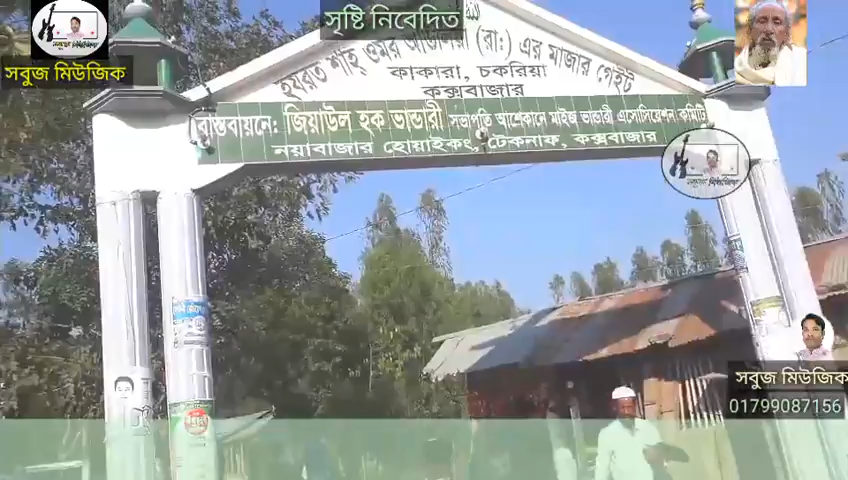 সৃষ্টি নিবেদিত
সবুজ মিউজিক
হযরত শাহ্ ওমর আউলিয়া (রাঃ) এর মাজার গেইট
কাকারা, চকরিয়া
কক্সবাজার
বাস্তবায়নে: জিয়াউল হক ভান্ডারী সভাপতি আশেকানে মাইজ ভান্ডারী এসোসিয়েশন কমিটি
নয়াবাজার হোয়াইকং, টেকনাফ, কক্সবাজার
সবুজ মিউজিক
01799087156